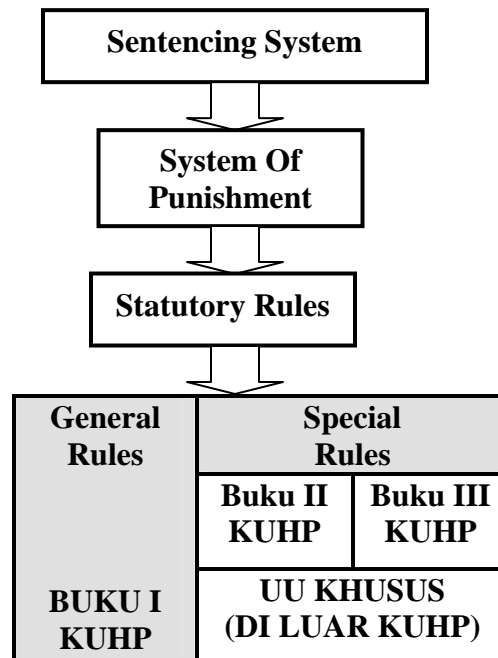 Sentencing System
System Of
Punishment
Statutory Rules
General
Rules
BUKU I
KUHP
Special
Rules
Buku II
KUHP
Buku III
KUHP
UU KHUSUS
(DI LUAR KUHP)